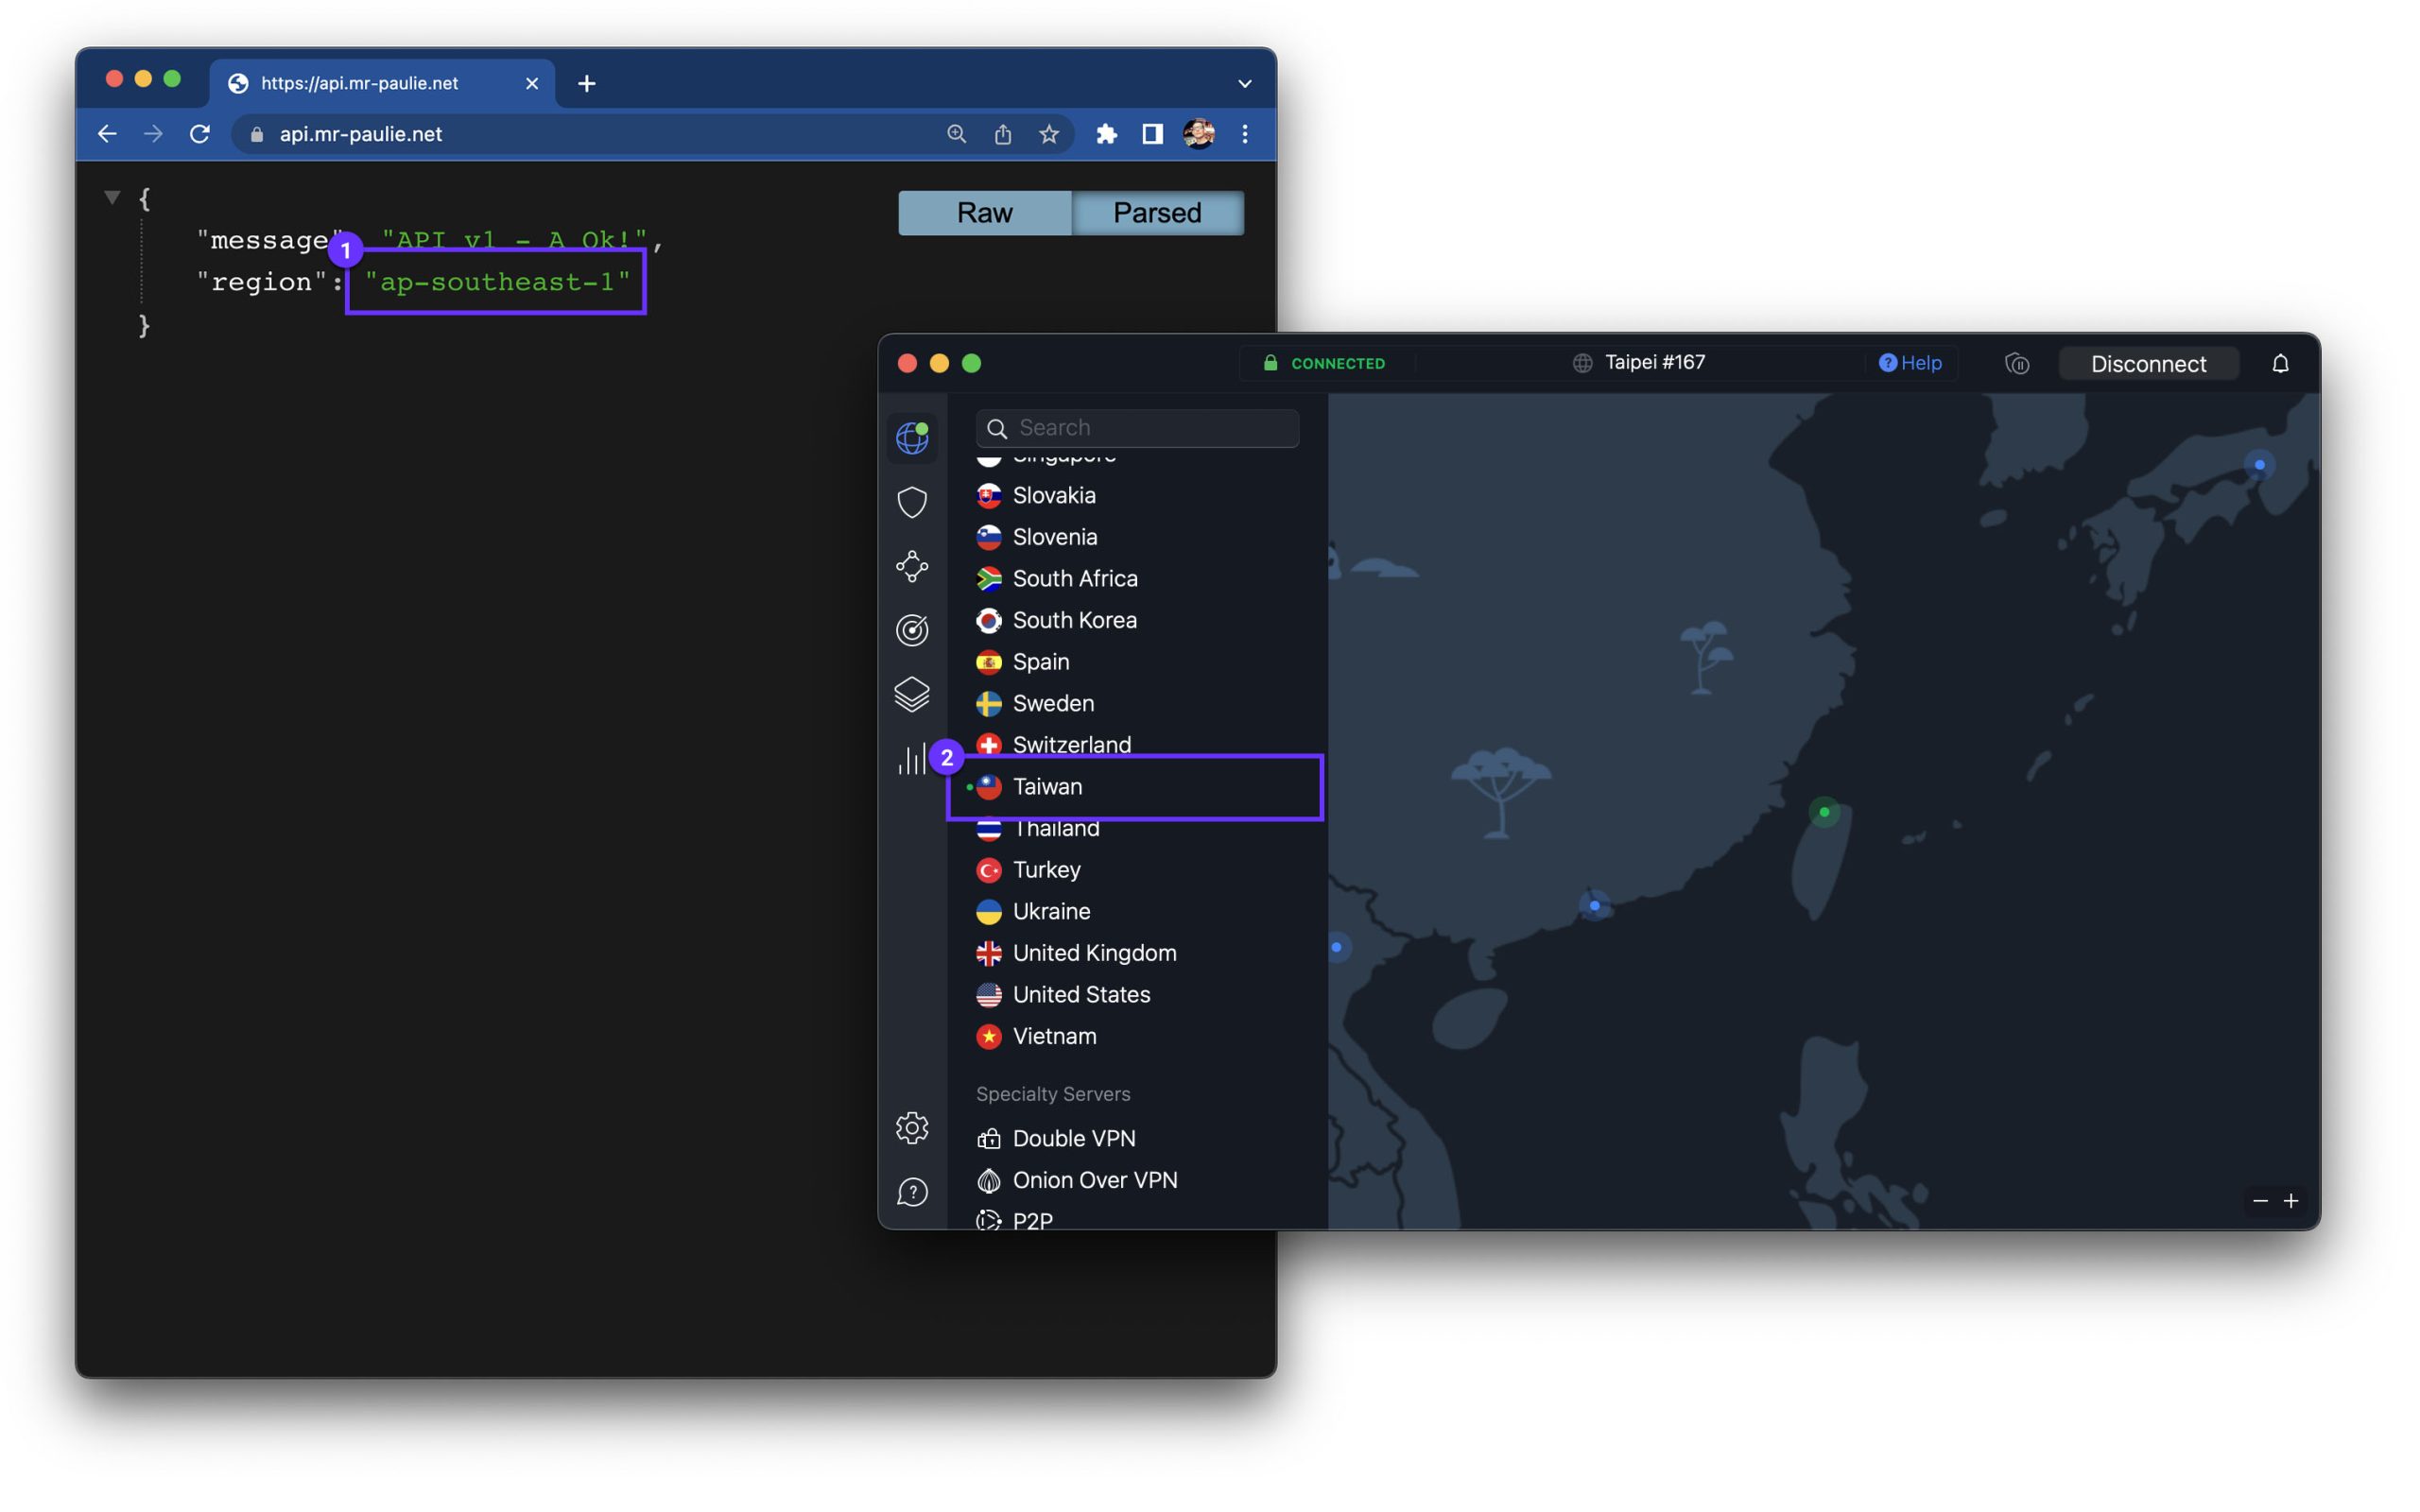 https://api.mr-paulie.net
api.mr-paulie.net
{
Raw
Parsed
"message": "API v1 - A Ok!",
1
"region": "ap-southeast-1"
}
CONNECTED
Taipei #167
? Help
Disconnect
Search
Singapore
Slovakia
Slovenia
South Africa
South Korea
Spain
Sweden
Switzerland
2
Taiwan
Thailand
Turkey
Ukraine
United Kingdom
United States
Vietnam
Specialty Servers
Double VPN
Onion Over VPN
P2P